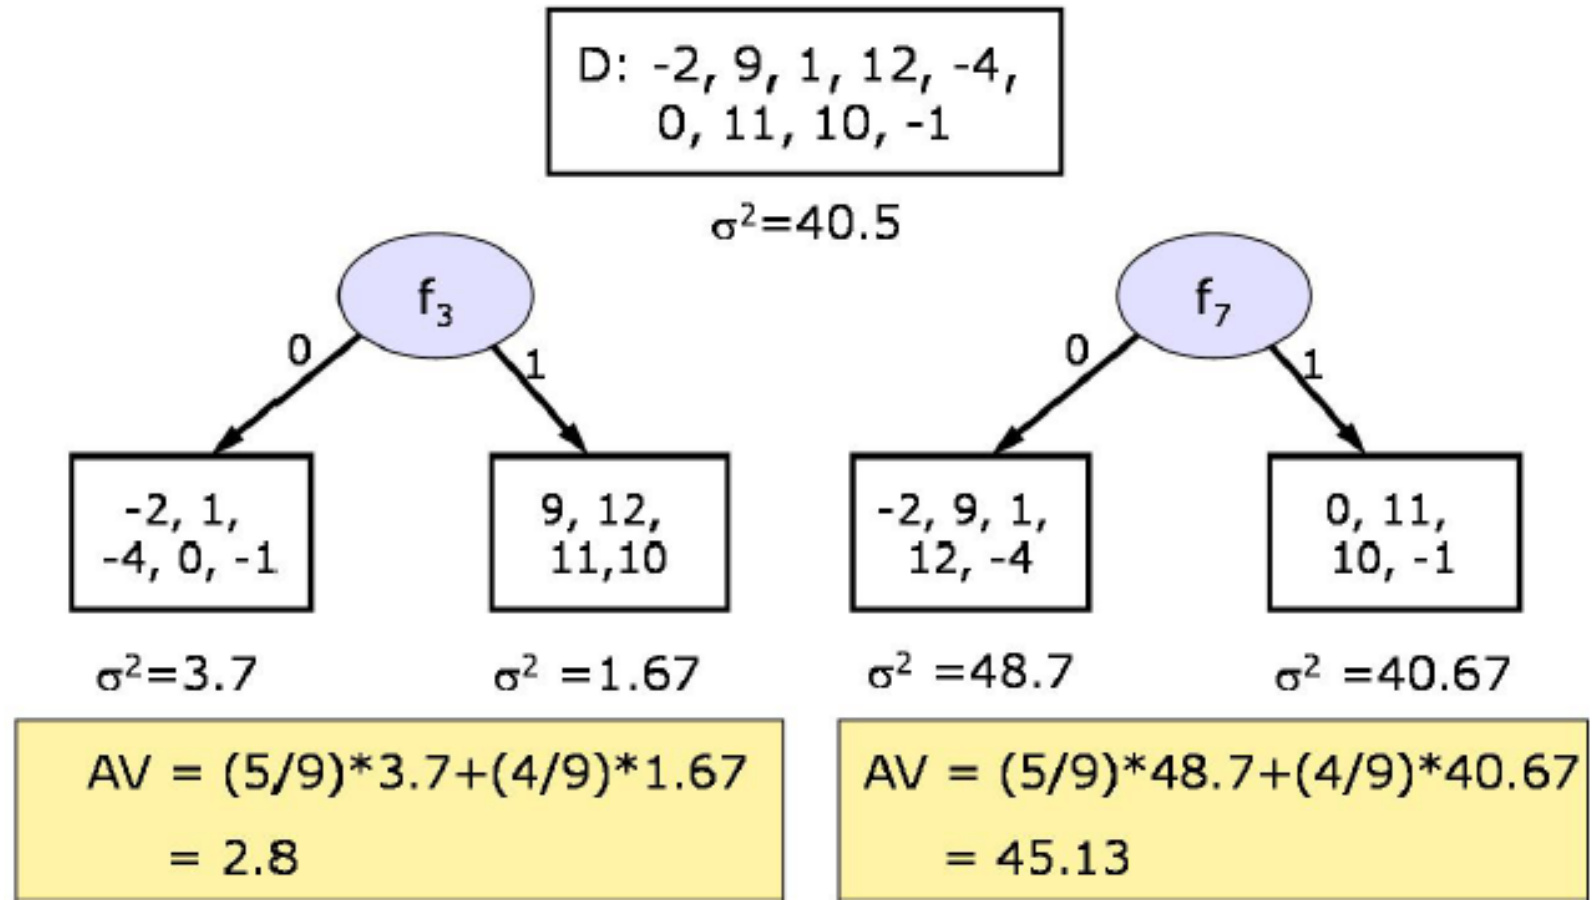 D: -2, 9, 1, 12, -4,
0, 11, 10, -1
σ²=40.5
f₃
0
1
-2, 1,
-4, 0, -1
9, 12,
11,10
σ²=3.7
σ² =1.67
AV = (5/9)*3.7+(4/9)*1.67
= 2.8
f₇
0
1
-2, 9, 1,
12, -4
0, 11,
10, -1
σ² =48.7
σ² =40.67
AV = (5/9)*48.7+(4/9)*40.67
= 45.13